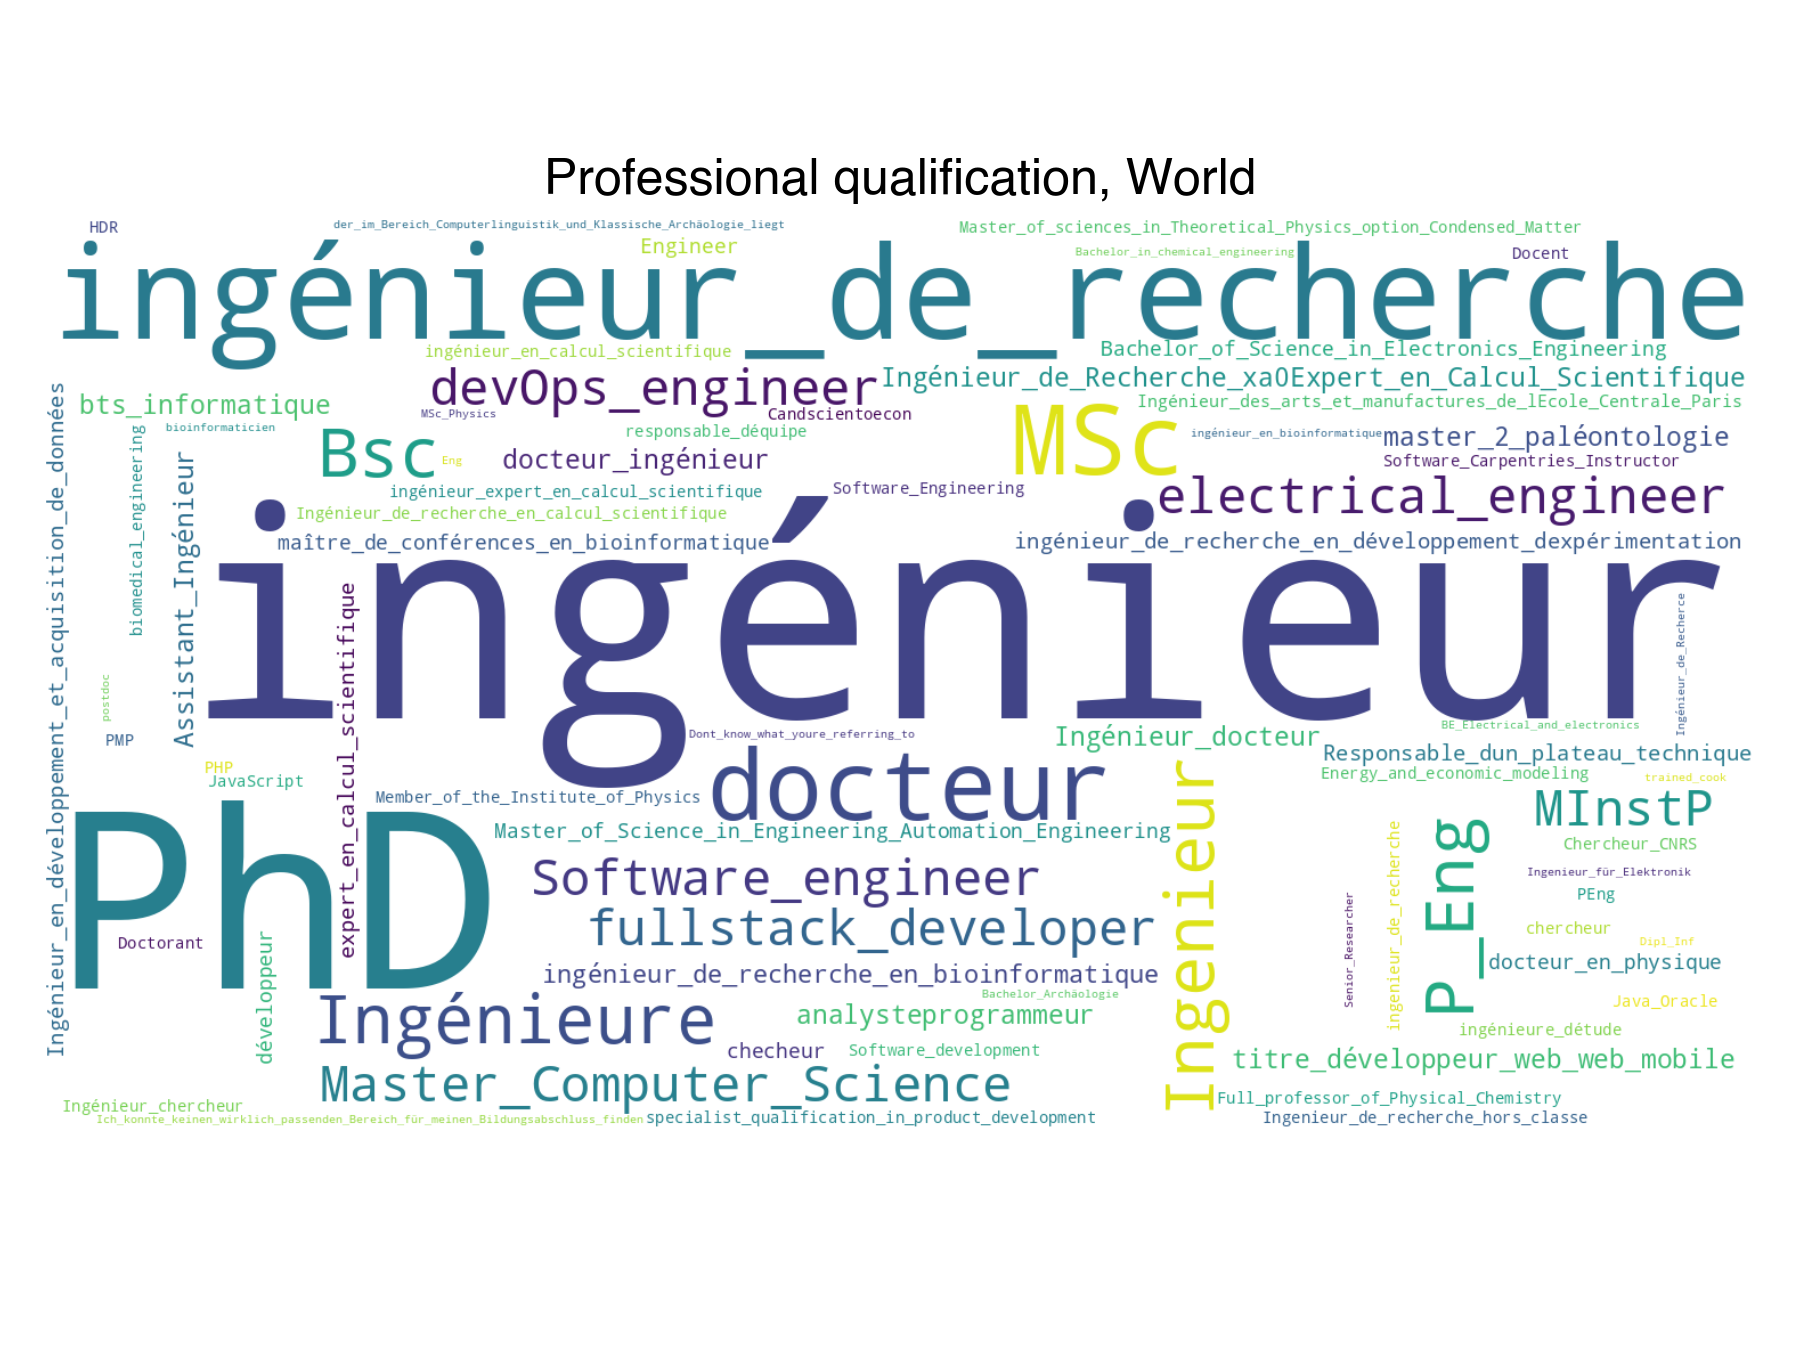 Professional qualification, World
HDR
der_im_Bereich_Computerlinguistik_und_Klassische_Archäologie_liegt
Master_of_sciences_in_Theoretical_Physics_option_Condensed_Matter
Engineer
Bachelor_in_chemical_engineering
Docent
ingénieur_de_recherche
ingénieur_en_calcul_scientifique
Bachelor_of_Science_in_Electronics_Engineering
devOps_engineer
Ingénieur_de_Recherche_xa0Expert_en_Calcul_Scientifique
bts_informatique
MSc_Physics
Candscientoecon
MSc
Ingénieur_des_arts_et_manufactures_de_lEcole_Centrale_Paris
bioinformaticien
Bsc
responsable_déquipe
ingénieur_en_bioinformatique
master_2_paléontologie
Eng
docteur_ingénieur
Software_Carpentries_Instructor
ingénieur_expert_en_calcul_scientifique
Software_Engineering
electrical_engineer
Ingénieur_de_recherche_en_calcul_scientifique
maître_de_conférences_en_bioinformatique
ingénieur_de_recherche_en_développement_dexpérimentation
Ingénieur_en_développement_et_acquisition_de_données
biomedical_engineering
Assistant_Ingénieur
expert_en_calcul_scientifique
ingénieur
Ingénieur_de_Recherce
postdoc
PMP
Dont_know_what_youre_referring_to
Ingénieur_docteur
BE_Electrical_and_electronics
Responsable_dun_plateau_technique
PHP
JavaScript
docteur
Energy_and_economic_modeling
trained_cook
Member_of_the_Institute_of_Physics
MInstP
Master_of_Science_in_Engineering_Automation_Engineering
Chercheur_CNRS
PhD
Software_engineer
Ingenieur
ingenieur_de_recherche
P_Eng
Ingenieur_für_Elektronik
PEng
Senior_Researcher
fullstack_developer
chercheur
Dipl_Inf
Doctorant
développeur
ingénieur_de_recherche_en_bioinformatique
docteur_en_physique
Bachelor_Archäologie
Java_Oracle
Ingénieure
analysteprogrammeur
ingénieure_détude
checheur
Software_development
titre_développeur_web_web_mobile
Master_Computer_Science
Full_professor_of_Physical_Chemistry
Ingénieur_chercheur
Ich_konnte_keinen_wirklich_passenden_Bereich_für_meinen_Bildungsabschluss_finden
specialist_qualification_in_product_development
Ingenieur_de_recherche_hors_classe